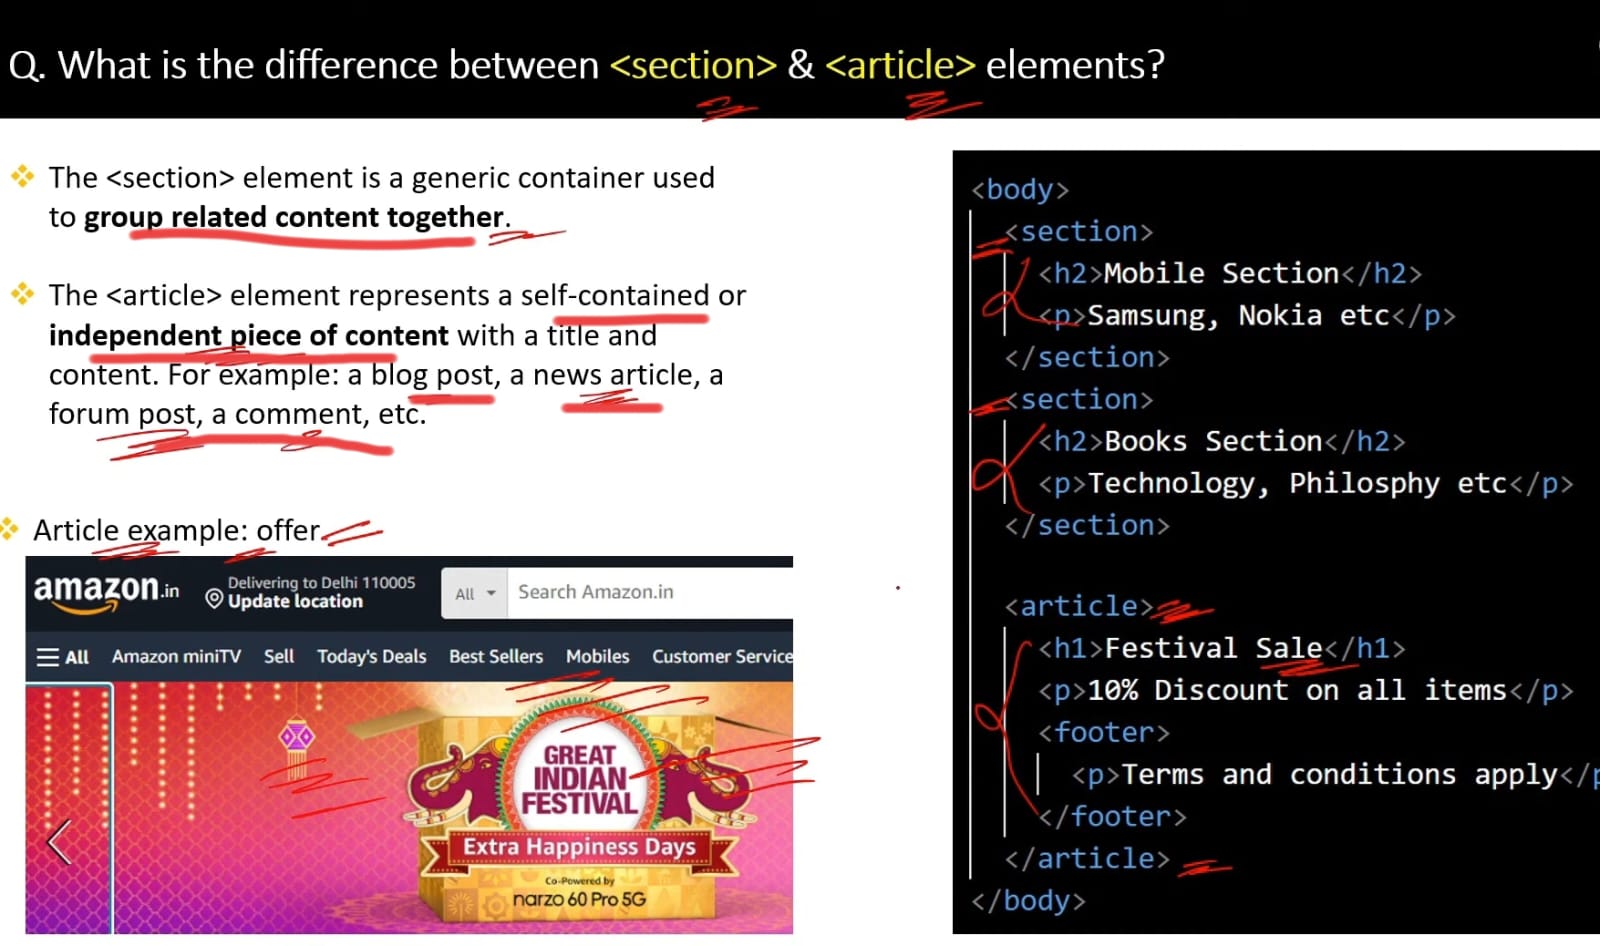 Q. What is the difference between <section> & <article> elements?
The <section> element is a generic container used
to group related content together.
The <article> element represents a self-contained or
independent piece of content with a title and
content. For example: a blog post, a news article, a
forum post, a comment, etc.
Article example: offer
amazon.in
Delivering to Delhi 110005
Update location
All
Search Amazon.in
All Amazon miniTV Sell Today's Deals Best Sellers Mobiles Customer Service
GREAT
INDIAN
FESTIVAL
Extra Happiness Days
Co-Powered by
narzo 60 Pro 5G
<body>
<section>
<h2>Mobile Section</h2>
<p>Samsung, Nokia etc</p>
</section>
<section>
<h2>Books Section</h2>
<p>Technology, Philosphy etc</p>
</section>
<article>
<h1>Festival Sale</h1>
<p>10% Discount on all items</p>
<footer>
<p>Terms and conditions apply</p
</footer>
</article>
</body>